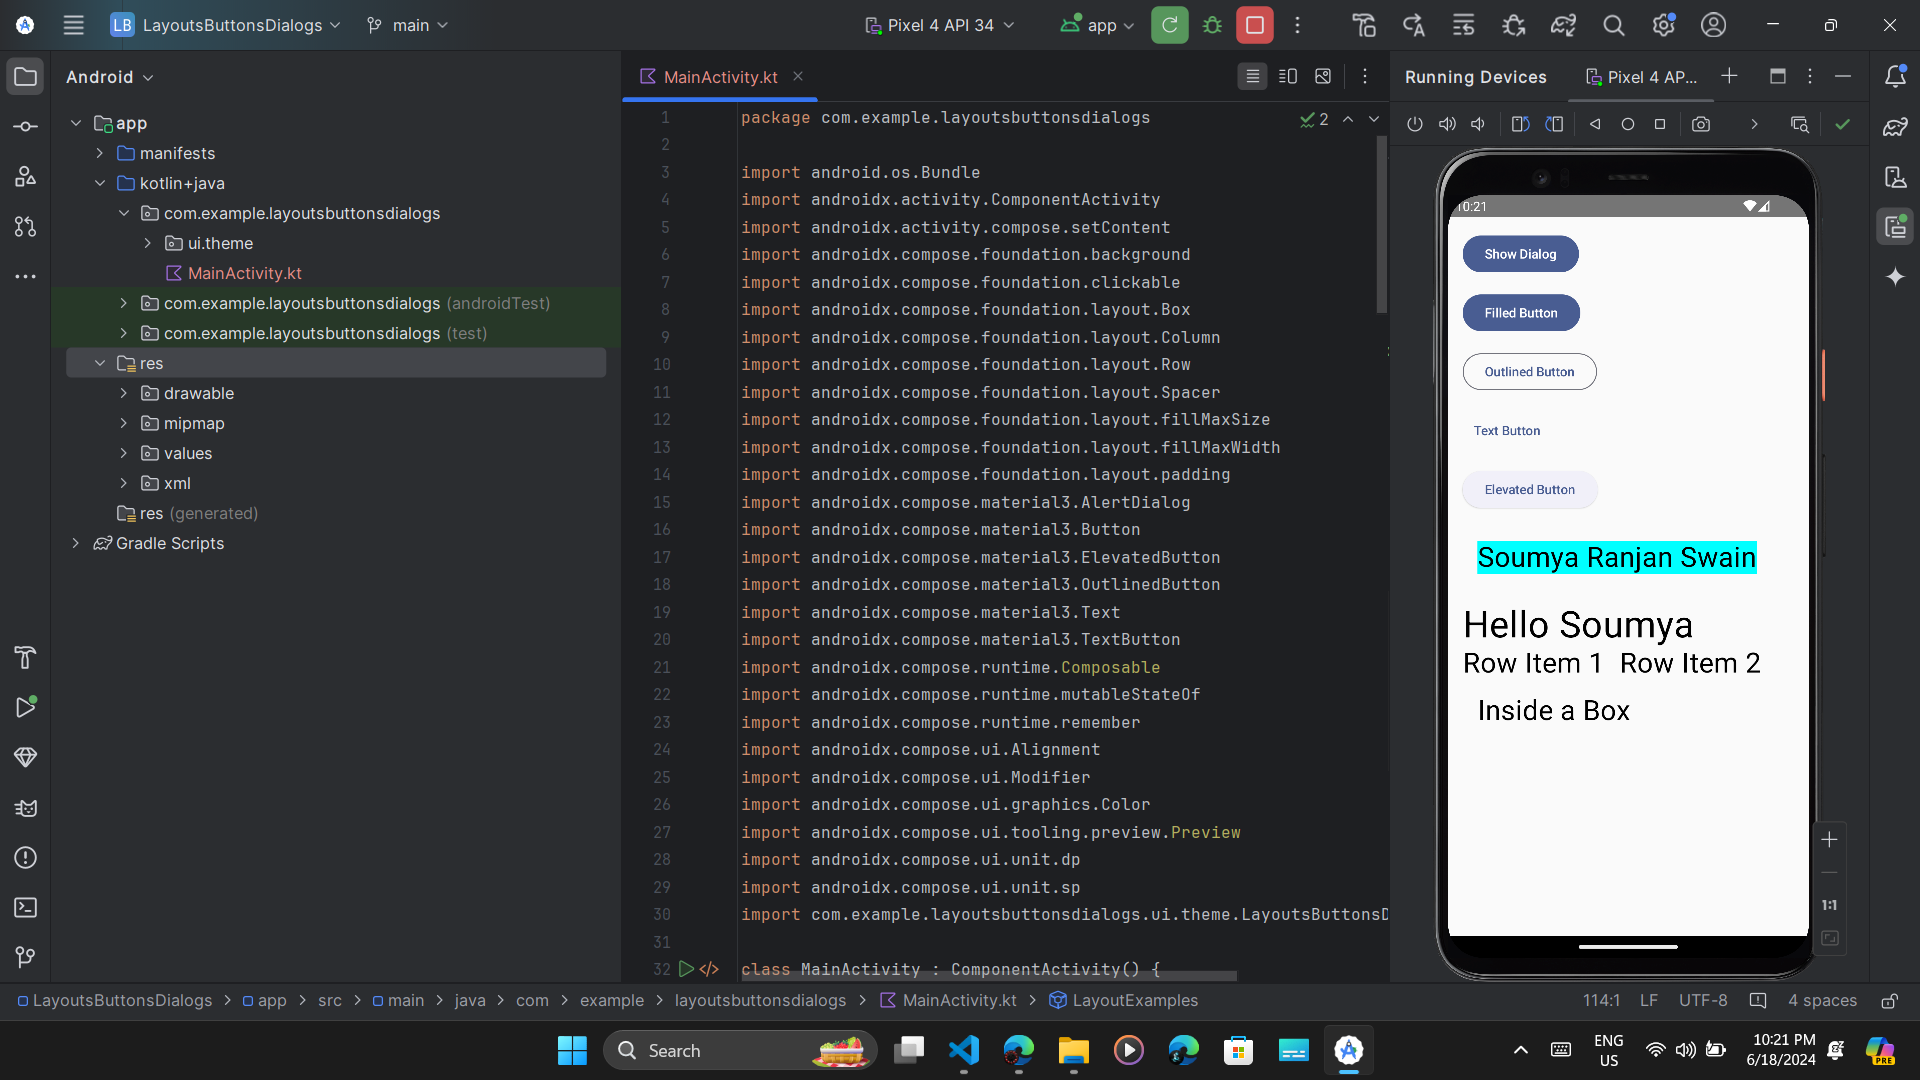 LB LayoutsButtonsDialogs main Pixel 4 API 34 app
Android
app
manifests
kotlin+java
com.example.layoutsbuttonsdialogs
ui.theme
MainActivity.kt
com.example.layoutsbuttonsdialogs (androidTest)
com.example.layoutsbuttonsdialogs (test)
res
drawable
mipmap
values
xml
res (generated)
Gradle Scripts
MainActivity.kt
2
1 package com.example.layoutsbuttonsdialogs
2
3 import android.os.Bundle
4 import androidx.activity.ComponentActivity
5 import androidx.activity.compose.setContent
6 import androidx.compose.foundation.background
7 import androidx.compose.foundation.clickable
8 import androidx.compose.foundation.layout.Box
9 import androidx.compose.foundation.layout.Column
10 import androidx.compose.foundation.layout.Row
11 import androidx.compose.foundation.layout.Spacer
12 import androidx.compose.foundation.layout.fillMaxSize
13 import androidx.compose.foundation.layout.fillMaxWidth
14 import androidx.compose.foundation.layout.padding
15 import androidx.compose.material3.AlertDialog
16 import androidx.compose.material3.Button
17 import androidx.compose.material3.ElevatedButton
18 import androidx.compose.material3.OutlinedButton
19 import androidx.compose.material3.Text
20 import androidx.compose.material3.TextButton
21 import androidx.compose.runtime.Composable
22 import androidx.compose.runtime.mutableStateOf
23 import androidx.compose.runtime.remember
24 import androidx.compose.ui.Alignment
25 import androidx.compose.ui.Modifier
26 import androidx.compose.ui.graphics.Color
27 import androidx.compose.ui.tooling.preview.Preview
28 import androidx.compose.ui.unit.dp
29 import androidx.compose.ui.unit.sp
30 import com.example.layoutsbuttonsdialogs.ui.theme.LayoutsButtonsD
31
32 class MainActivity : ComponentActivity() {
Running Devices Pixel 4 AP...
10:21
Show Dialog
Filled Button
Outlined Button
Text Button
Elevated Button
Soumya Ranjan Swain
Hello Soumya
Row Item 1 Row Item 2
Inside a Box
1:1
LayoutsButtonsDialogs > app > src > main > java > com > example > layoutsbuttonsdialogs > MainActivity.kt > LayoutExamples 114:1 LF UTF-8 4 spaces
Search
ENG
US
10:21 PM
6/18/2024
PRE